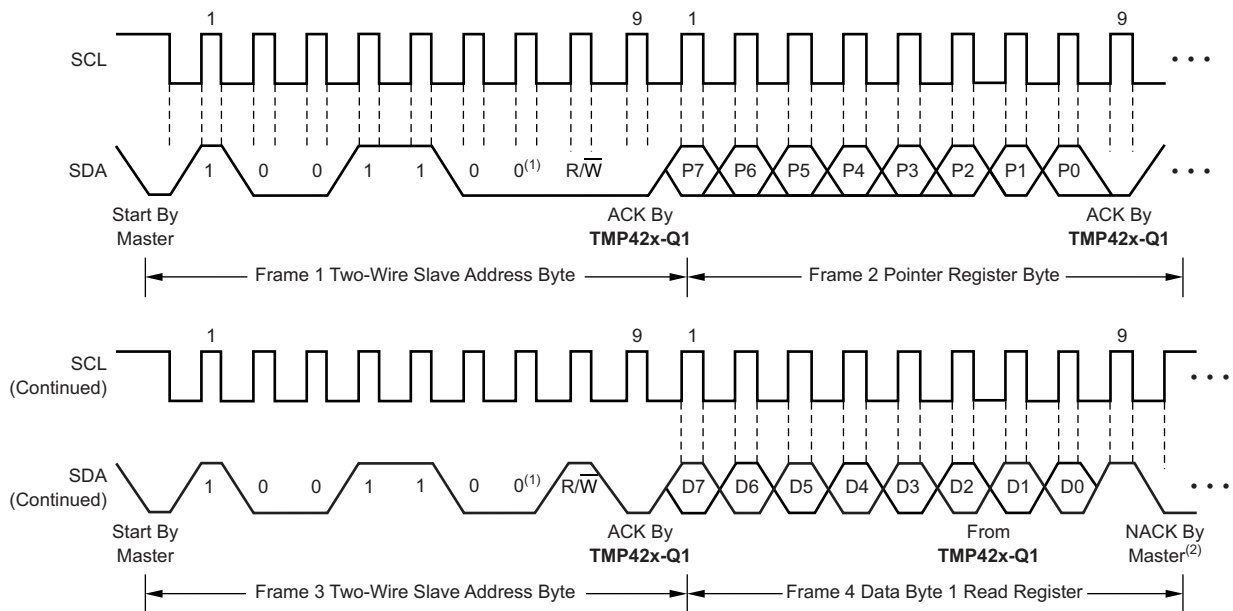 1 9 1 9
SCL
SDA 1 0 0 1 1 0 0(1) R/W̅ P7 P6 P5 P4 P3 P2 P1 P0
Start By ACK By ACK By
Master TMP42x-Q1 TMP42x-Q1
Frame 1 Two-Wire Slave Address Byte Frame 2 Pointer Register Byte
1 9 1 9
SCL
(Continued)
SDA
(Continued) 1 0 0 1 1 0 0(1) R/W̅ D7 D6 D5 D4 D3 D2 D1 D0
Start By ACK By From NACK By
Master TMP42x-Q1 TMP42x-Q1 Master(2)
Frame 3 Two-Wire Slave Address Byte Frame 4 Data Byte 1 Read Register